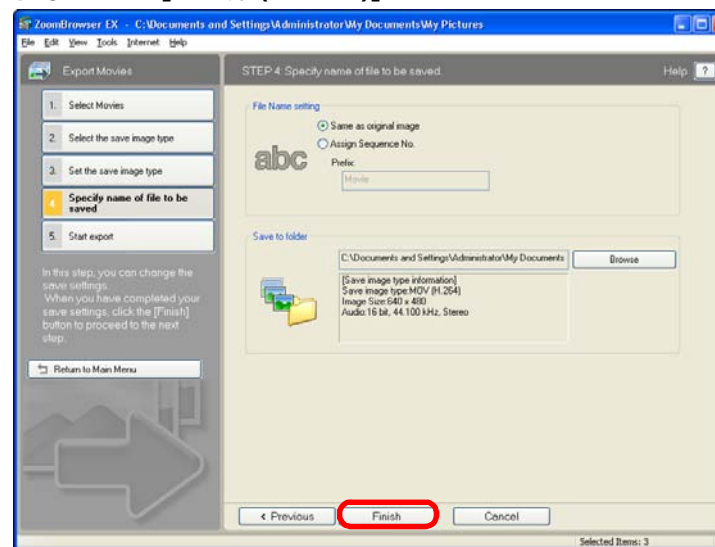 ZoomBrowser EX - C:\Documents and Settings\Administrator\My Documents\My Pictures
File Edit View Tools Internet Help
Export Movies
STEP 4: Specify name of file to be saved.
Help ?
1. Select Movies
2. Select the save image type
3. Set the save image type
4. Specify name of file to be
saved
5. Start export
In this step, you can change the
save settings.
When you have completed your
save settings, click the [Finish]
button to proceed to the next
step.
Return to Main Menu
File Name setting
abc
Same as original image
Assign Sequence No.
Prefix:
Movie
Save to folder
C:\Documents and Settings\Administrator\My Documents
Browse
[Save image type information]
Save image type:MOV (H.264)
Image Size:640 x 480
Audio:16 bit, 44.100 kHz, Stereo
< Previous
Finish
Cancel
Selected Items: 3